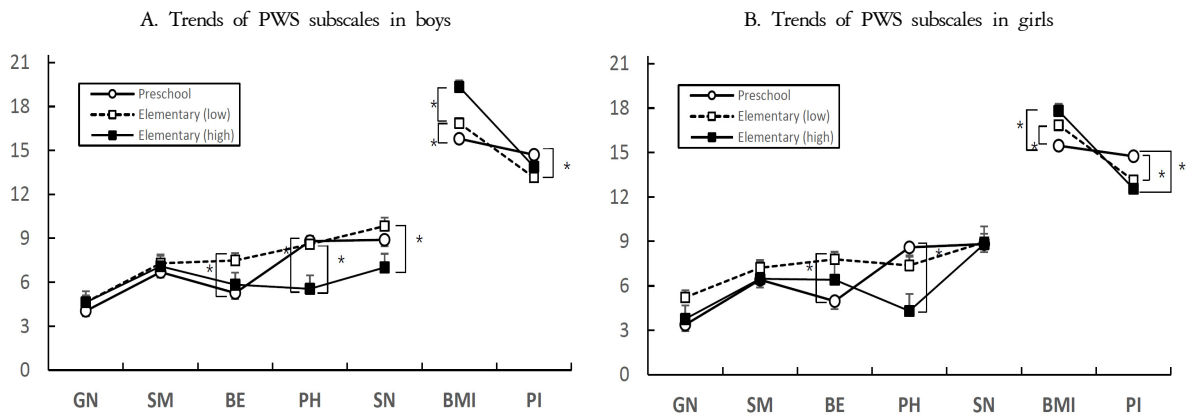 A. Trends of PWS subscales in boys
21
18
15
12
9
6
3
0
Preschool
Elementary (low)
Elementary (high)
*
*
*
*
*
*
*
GN SM BE PH SN BMI PI
B. Trends of PWS subscales in girls
21
18
15
12
9
6
3
0
Preschool
Elementary (low)
Elementary (high)
*
*
*
*
*
*
GN SM BE PH SN BMI PI